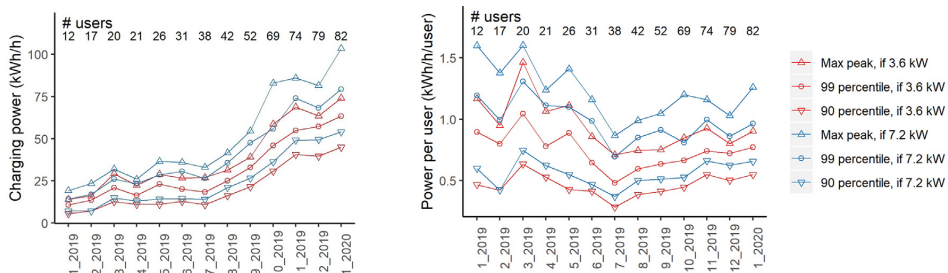 # users
12 17 20 21 26 31 38 42 52 69 74 79 82
Charging power (kWh/h)
100
75
50
25
0
1_2019 2_2019 3_2019 4_2019 5_2019 6_2019 7_2019 8_2019 9_2019 0_2019 1_2019 2_2019 1_2020
# users
12 17 20 21 26 31 38 42 52 69 74 79 82
Power per user (kWh/h/user)
1.5
1.0
0.5
1_2019 2_2019 3_2019 4_2019 5_2019 6_2019 7_2019 8_2019 9_2019 10_2019 11_2019 12_2019 1_2020
Max peak, if 3.6 kW
99 percentile, if 3.6 kW
90 percentile, if 3.6 kW
Max peak, if 7.2 kW
99 percentile, if 7.2 kW
90 percentile, if 7.2 kW